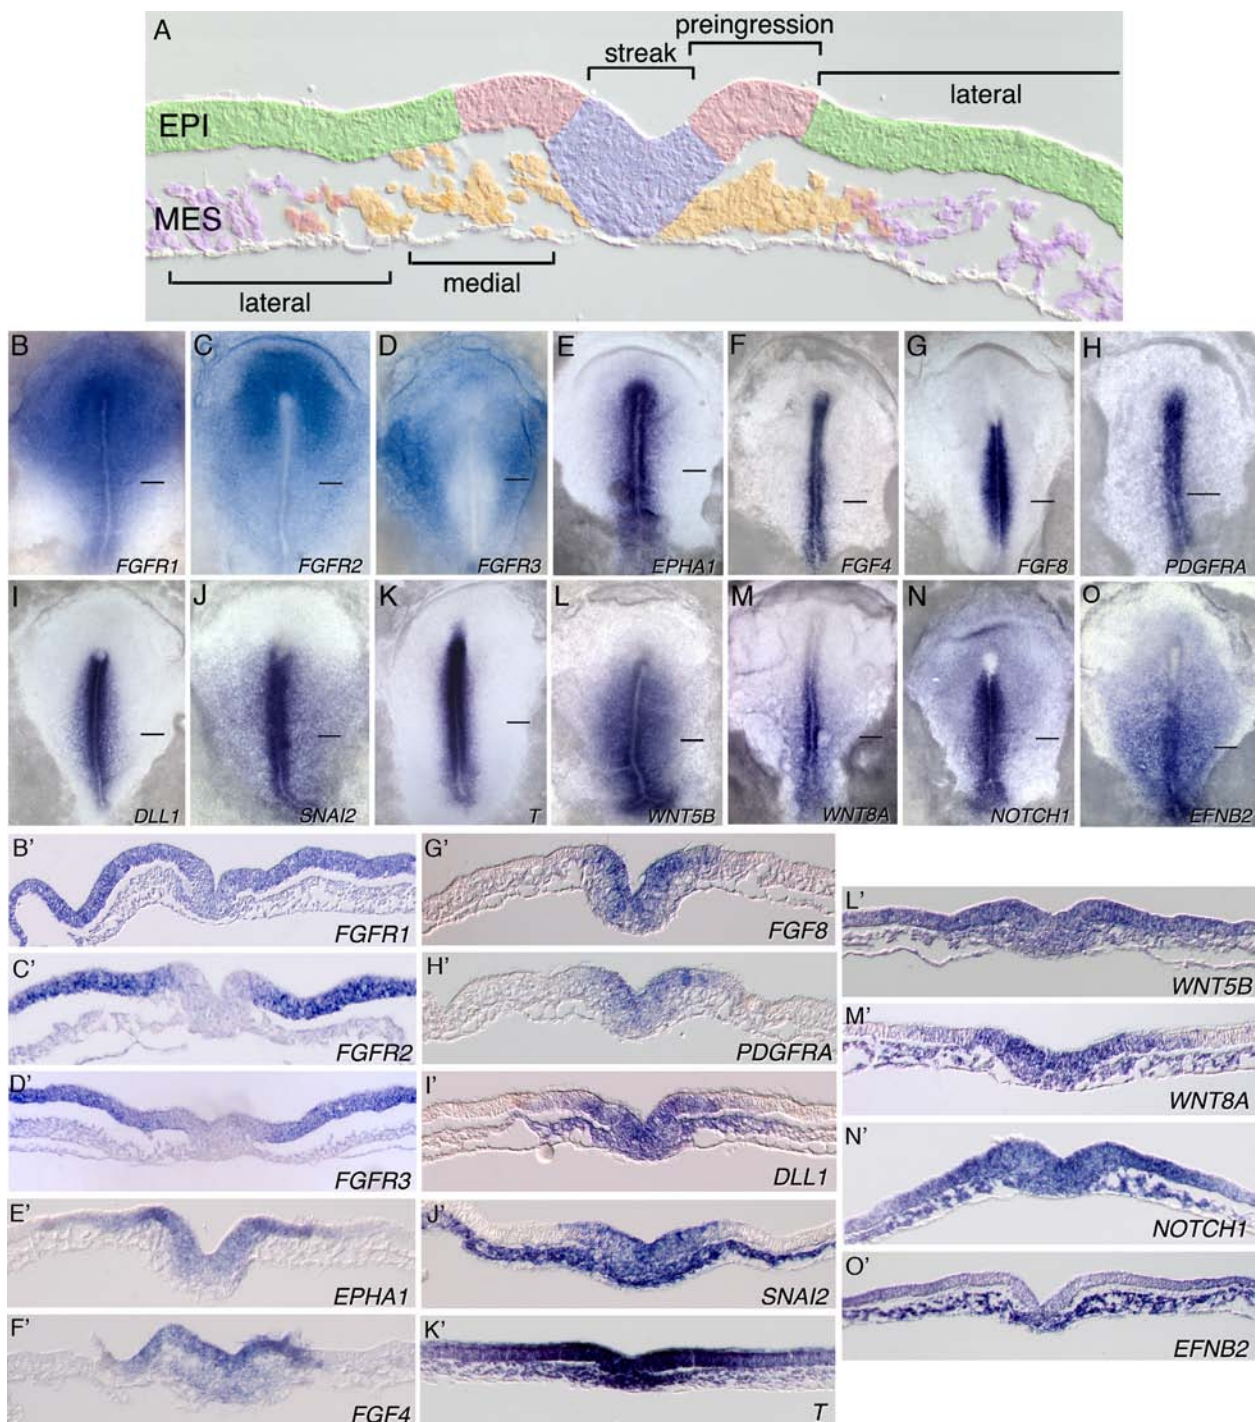 A
preingression
streak
lateral
EPI
MES
medial
lateral
B
FGFR1
C
FGFR2
D
FGFR3
E
EPHA1
F
FGF4
G
FGF8
H
PDGFRA
I
DLL1
J
SNAI2
K
T
L
WNT5B
M
WNT8A
N
NOTCH1
O
EFNB2
B'
FGFR1
C'
FGFR2
D'
FGFR3
E'
EPHA1
F'
FGF4
G'
FGF8
H'
PDGFRA
I'
DLL1
J'
SNAI2
K'
T
L'
WNT5B
M'
WNT8A
N'
NOTCH1
O'
EFNB2